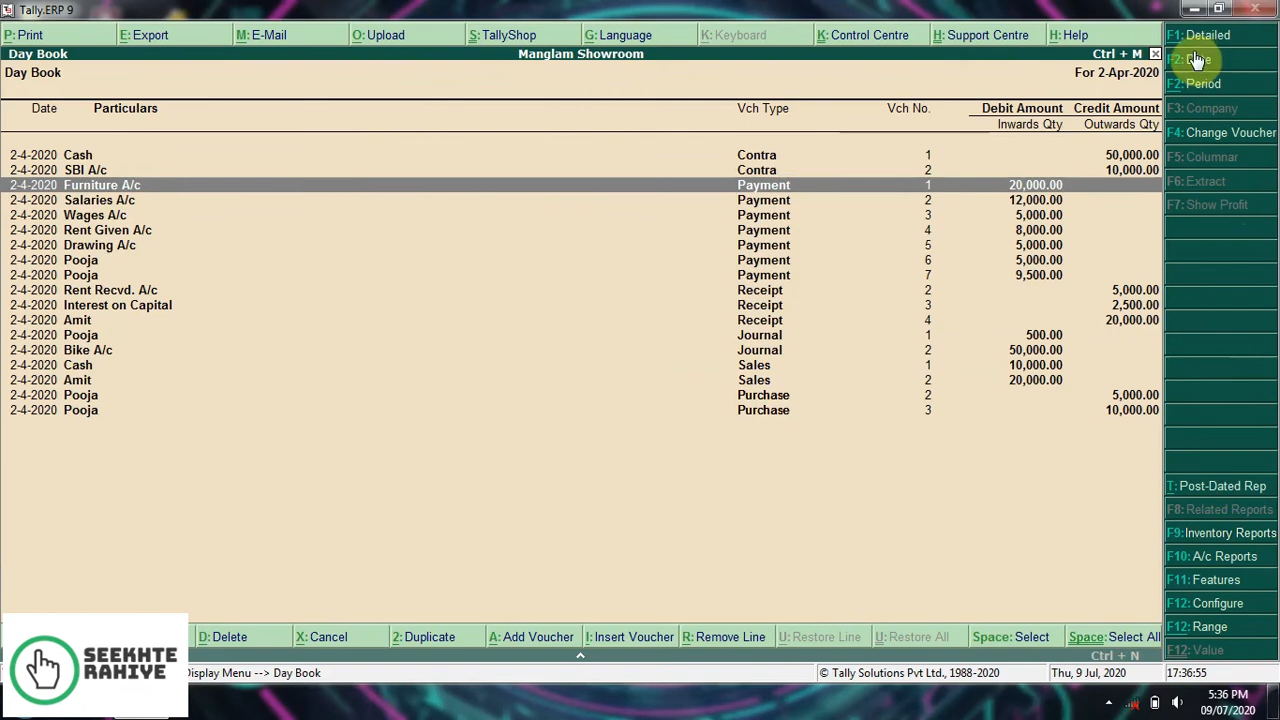 Tally.ERP 9
P: Print E: Export M: E-Mail O: Upload S: TallyShop G: Language K: Keyboard K: Control Centre H: Support Centre H: Help F1: Detailed
Day Book Manglam Showroom Ctrl + M F2:
Day Book For 2-Apr-2020
F2: Period
Date Particulars Vch Type Vch No. Debit Amount Credit Amount F3: Company
Inwards Qty Outwards Qty F4: Change Voucher
2-4-2020 Cash Contra 1 50,000.00 F5: Columnar
2-4-2020 SBI A/c Contra 2 10,000.00
2-4-2020 Furniture A/c Payment 1 20,000.00 F6: Extract
2-4-2020 Salaries A/c Payment 2 12,000.00 F7: Show Profit
2-4-2020 Wages A/c Payment 3 5,000.00
2-4-2020 Rent Given A/c Payment 4 8,000.00
2-4-2020 Drawing A/c Payment 5 5,000.00
2-4-2020 Pooja Payment 6 5,000.00
2-4-2020 Pooja Payment 7 9,500.00
2-4-2020 Rent Recvd. A/c Receipt 2 5,000.00
2-4-2020 Interest on Capital Receipt 3 2,500.00
2-4-2020 Amit Receipt 4 20,000.00
2-4-2020 Pooja Journal 1 500.00
2-4-2020 Bike A/c Journal 2 50,000.00
2-4-2020 Cash Sales 1 10,000.00
2-4-2020 Amit Sales 2 20,000.00
2-4-2020 Pooja Purchase 2 5,000.00
2-4-2020 Pooja Purchase 3 10,000.00
T: Post-Dated Rep
F8: Related Reports
F9: Inventory Reports
F10: A/c Reports
F11: Features
F12: Configure
F12: Range
F12: Value
D: Delete X: Cancel 2: Duplicate A: Add Voucher I: Insert Voucher R: Remove Line U: Restore Line U: Restore All Space: Select Space: Select All
Ctrl + N
SEEKHTE
RAHIYE
Display Menu --> Day Book © Tally Solutions Pvt Ltd., 1988-2020 Thu, 9 Jul, 2020 17:36:55
5:36 PM
09/07/2020